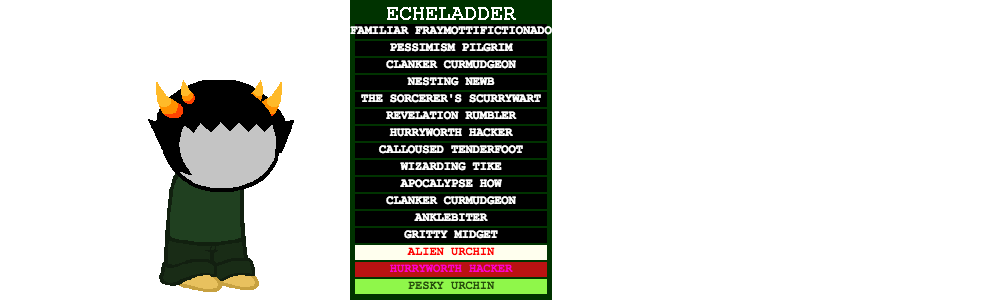 ECHELADDER
FAMILIAR FRAYMOTTIFICTIONADO
PESSIMISM PILGRIM
CLANKER CURMUDGEON
NESTING NEWB
THE SORCERER'S SCURRYWART
REVELATION RUMBLER
HURRYWORTH HACKER
CALLOUSED TENDERFOOT
WIZARDING TIKE
APOCALYPSE HOW
CLANKER CURMUDGEON
ANKLEBITER
GRITTY MIDGET
ALIEN URCHIN
HURRYWORTH HACKER
PESKY URCHIN